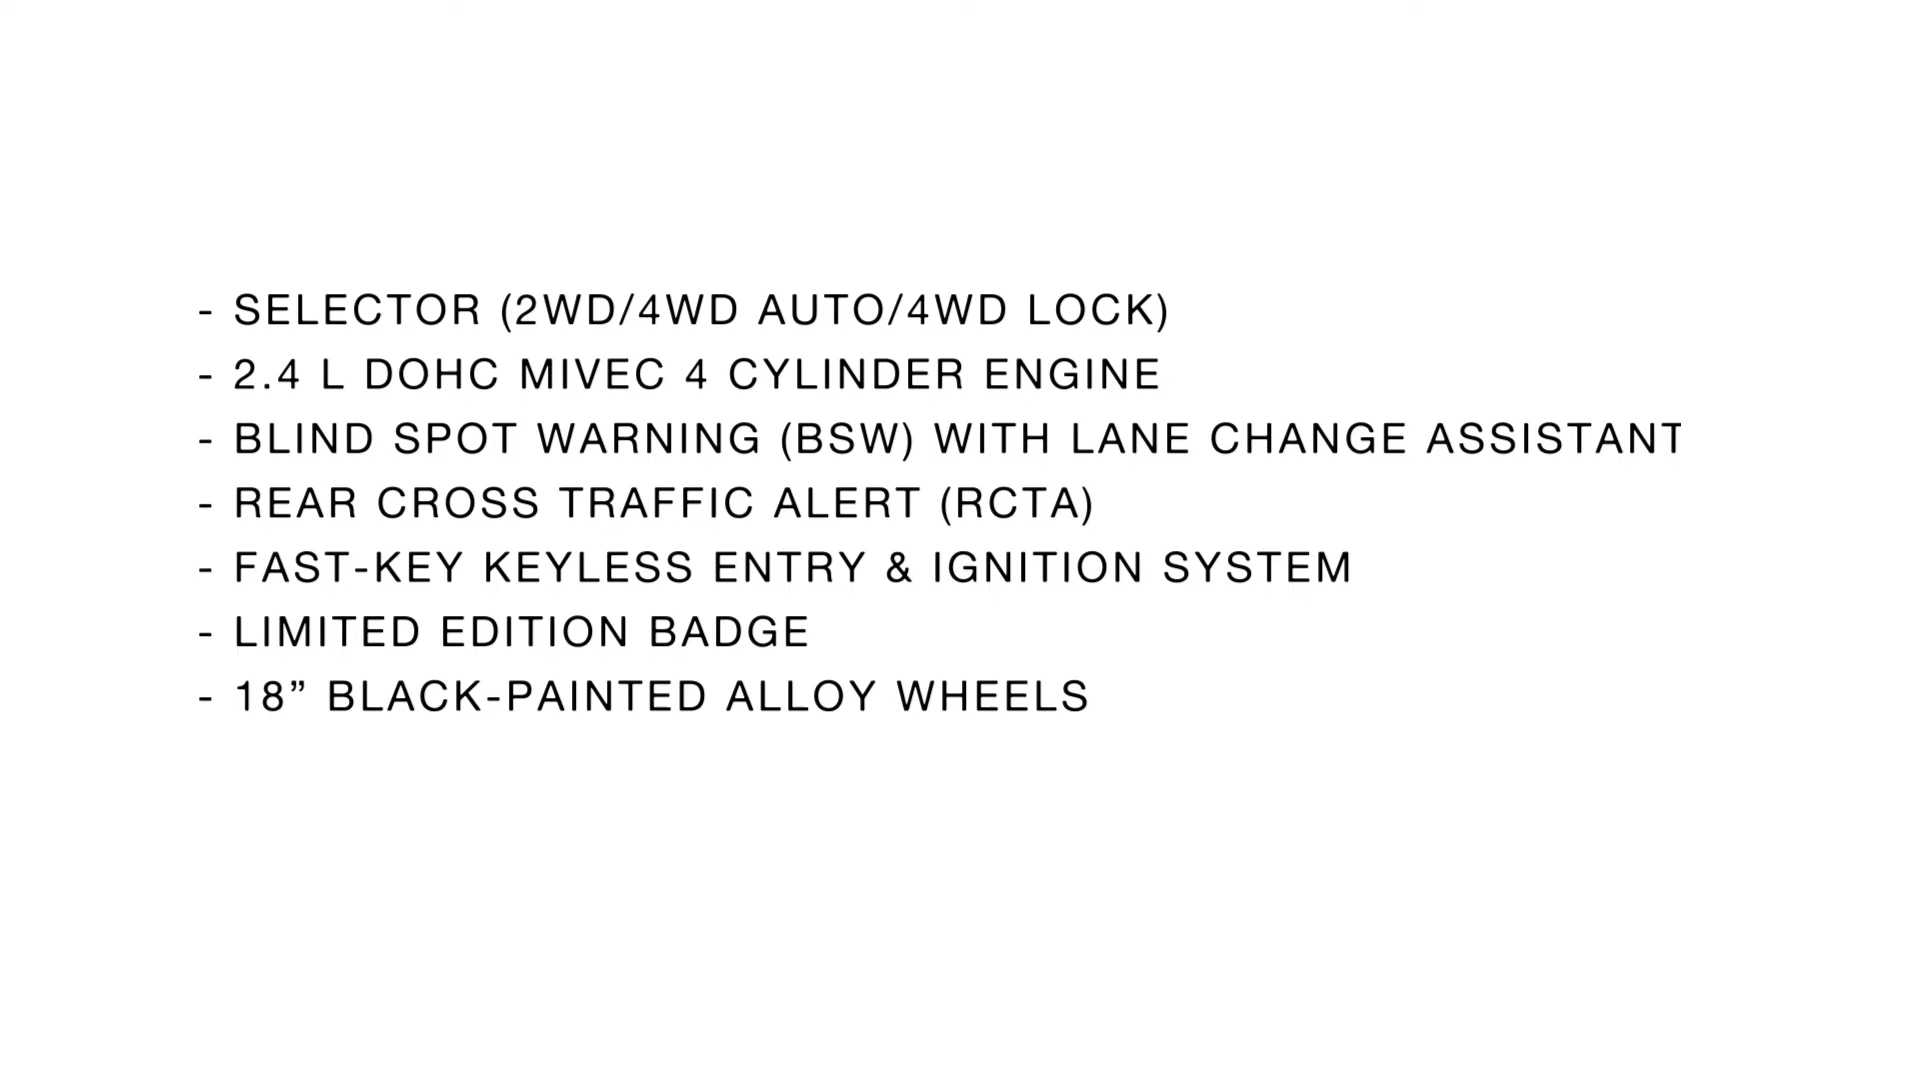 - SELECTOR (2WD/4WD AUTO/4WD LOCK)
- 2.4 L DOHC MIVEC 4 CYLINDER ENGINE
- BLIND SPOT WARNING (BSW) WITH LANE CHANGE ASSISTANT
- REAR CROSS TRAFFIC ALERT (RCTA)
- FAST-KEY KEYLESS ENTRY & IGNITION SYSTEM
- LIMITED EDITION BADGE
- 18” BLACK-PAINTED ALLOY WHEELS